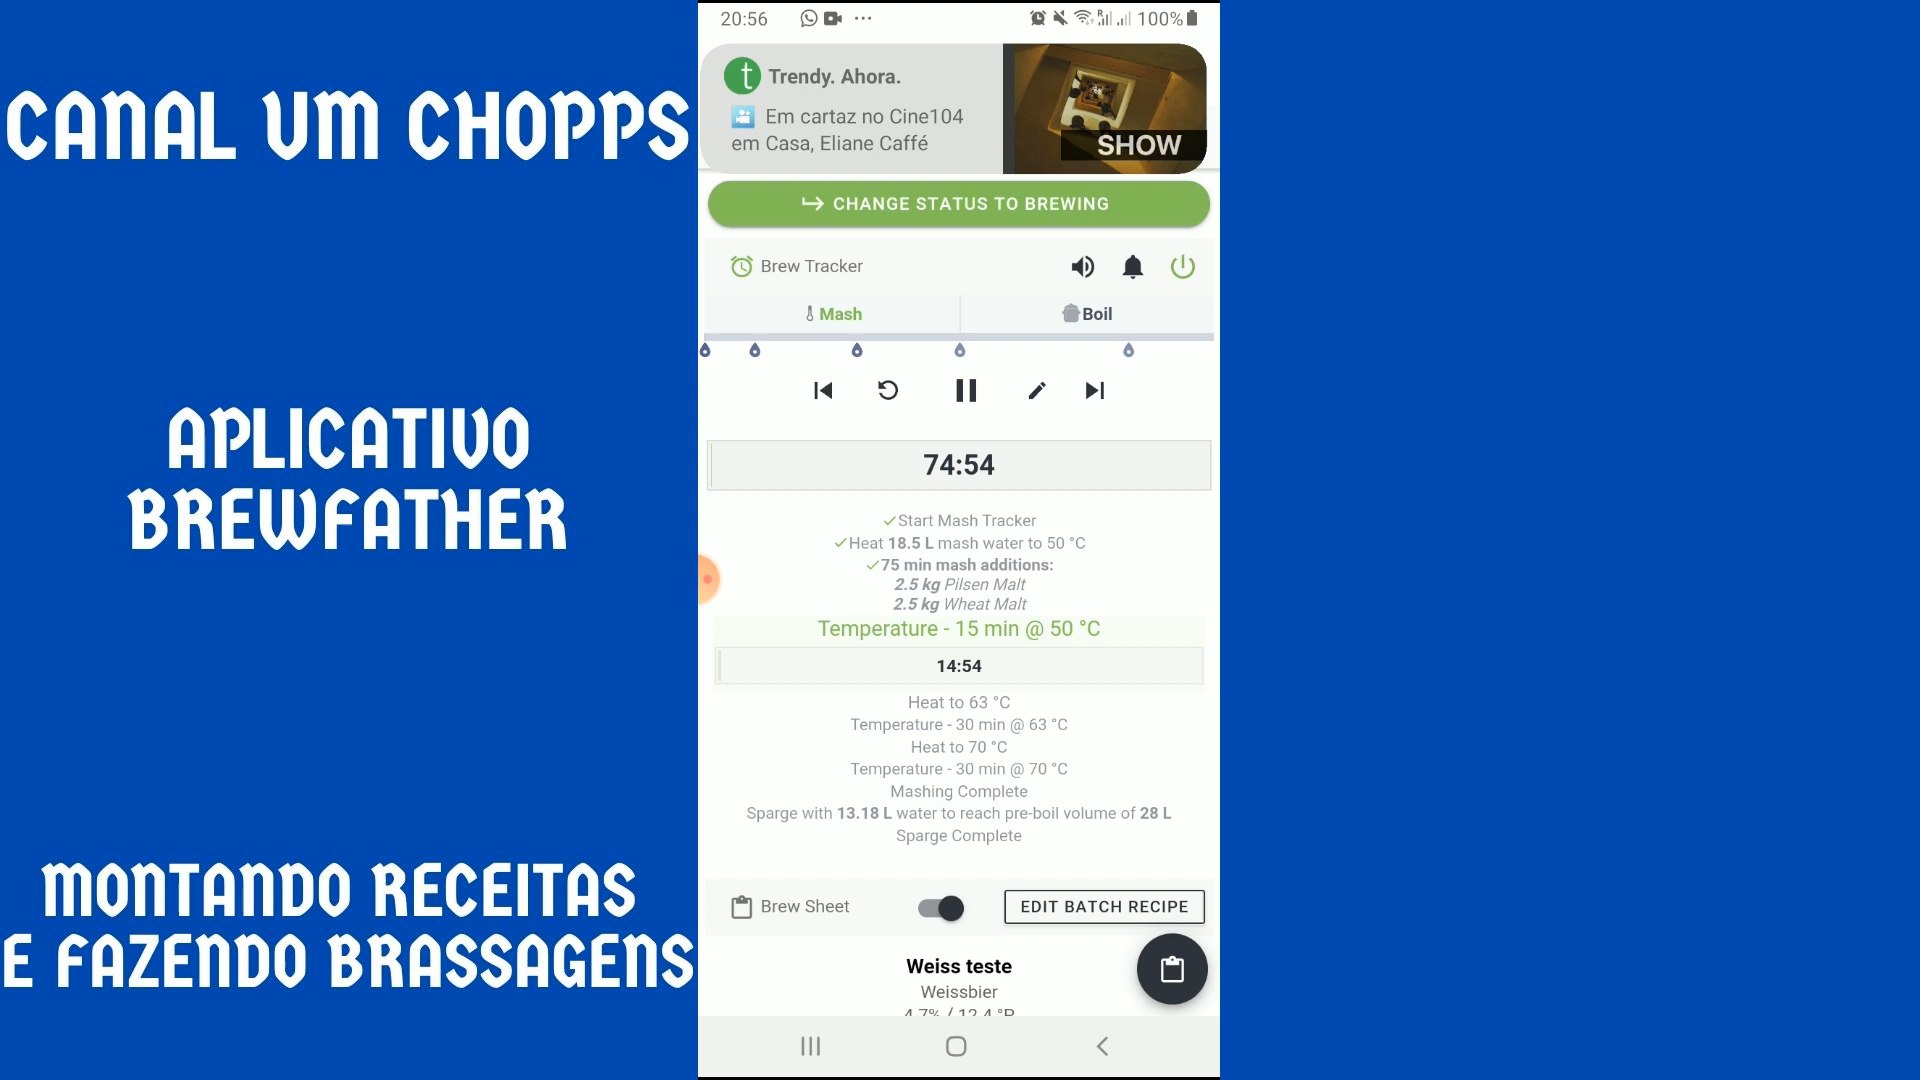 CANAL UM CHOPPS
APLICATIVO
BREWFATHER
MONTANDO RECEITAS
E FAZENDO BRASSAGENS
20:56
100%
t Trendy. Ahora.
Em cartaz no Cine104
em Casa, Eliane Caffé
SHOW
CHANGE STATUS TO BREWING
Brew Tracker
Mash
Boil
74:54
Start Mash Tracker
Heat 18.5 L mash water to 50 °C
75 min mash additions:
2.5 kg Pilsen Malt
2.5 kg Wheat Malt
Temperature - 15 min @ 50 °C
14:54
Heat to 63 °C
Temperature - 30 min @ 63 °C
Heat to 70 °C
Temperature - 30 min @ 70 °C
Mashing Complete
Sparge with 13.18 L water to reach pre-boil volume of 28 L
Sparge Complete
Brew Sheet
EDIT BATCH RECIPE
Weiss teste
Weissbier
4.7% / 12.4 °P